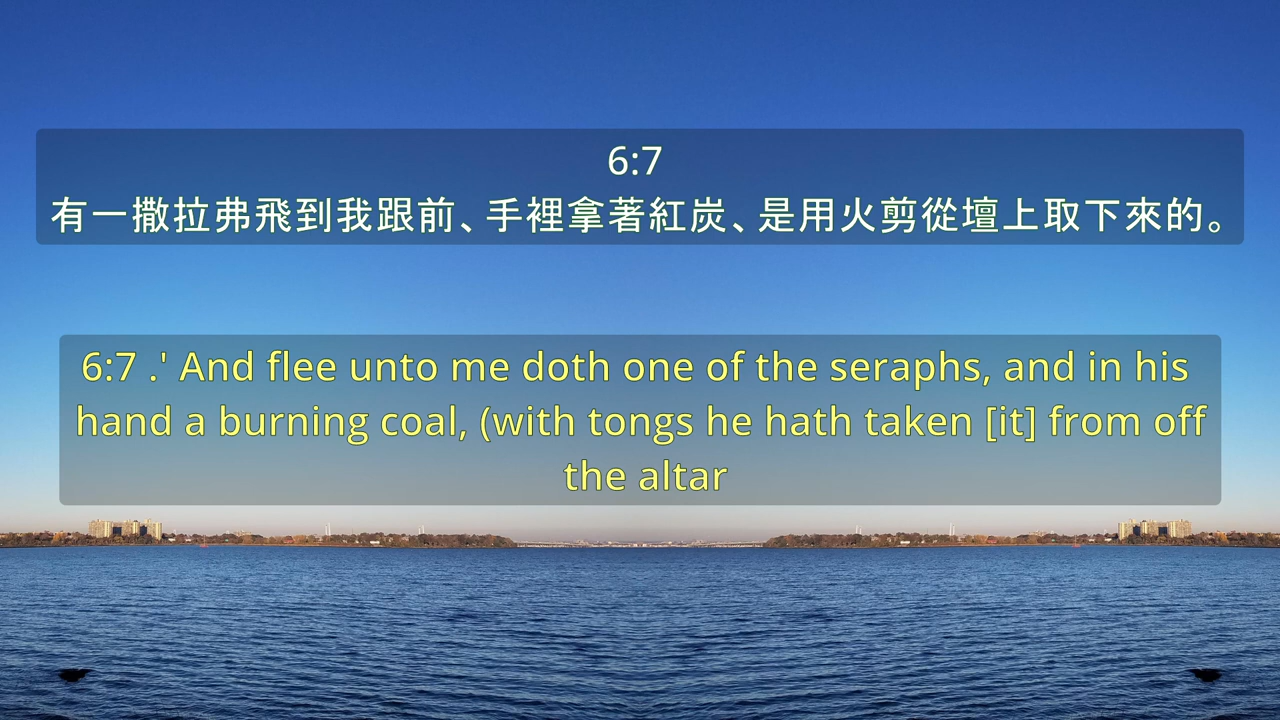 6:7
有一撒拉弗飛到我跟前、手裡拿著紅炭、是用火剪從壇上取下來的。
6:7 .' And flee unto me doth one of the seraphs, and in his
hand a burning coal, (with tongs he hath taken [it] from off
the altar